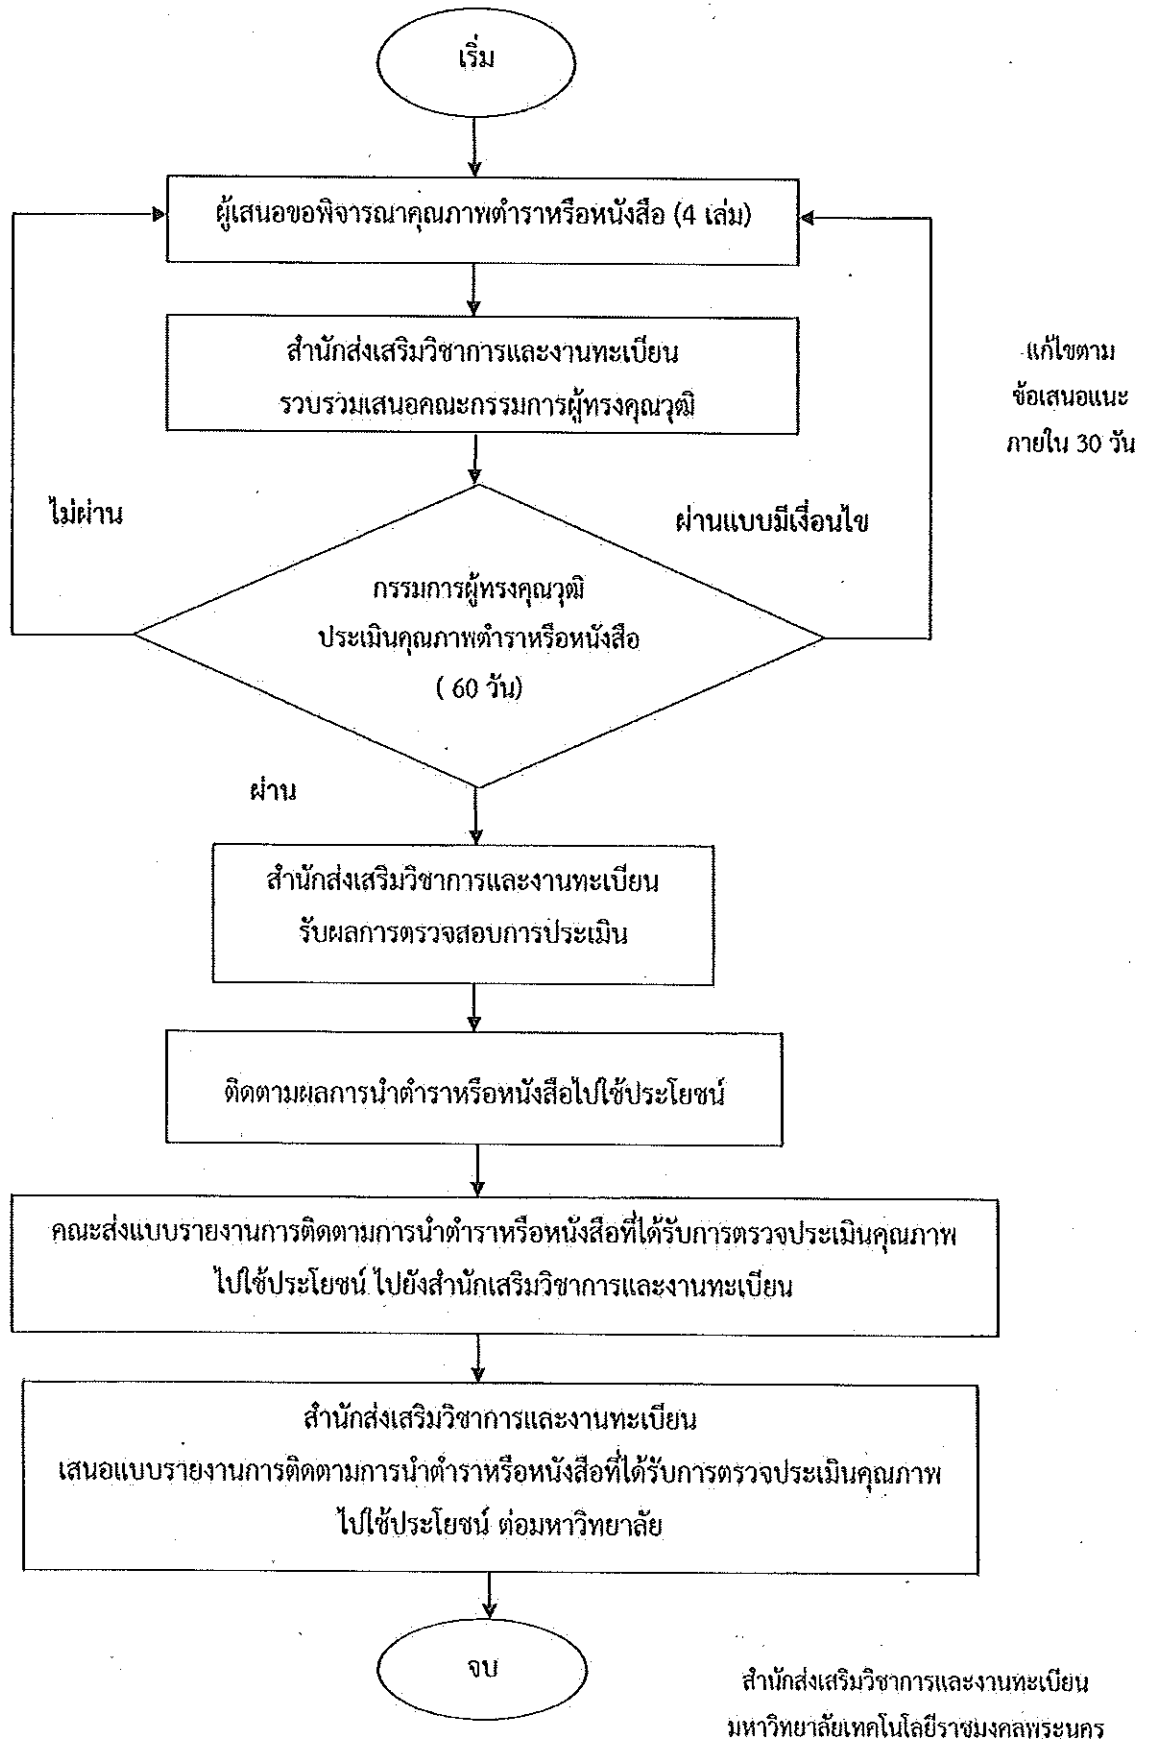 เริ่ม
ผู้เสนอขอพิจารณาคุณภาพตำราหรือหนังสือ (4 เล่ม)
สำนักส่งเสริมวิชาการและงานทะเบียน
รวบรวมเสนอคณะกรรมการผู้ทรงคุณวุฒิ
แก้ไขตาม
ข้อเสนอแนะ
ภายใน 30 วัน
ไม่ผ่าน
ผ่านแบบมีเงื่อนไข
กรรมการผู้ทรงคุณวุฒิ
ประเมินคุณภาพตำราหรือหนังสือ
( 60 วัน)
ผ่าน
สำนักส่งเสริมวิชาการและงานทะเบียน
รับผลการตรวจสอบการประเมิน
ติดตามผลการนำตำราหรือหนังสือไปใช้ประโยชน์
คณะส่งแบบรายงานการติดตามการนำตำราหรือหนังสือที่ได้รับการตรวจประเมินคุณภาพ
ไปใช้ประโยชน์ ไปยังสำนักเสริมวิชาการและงานทะเบียน
สำนักส่งเสริมวิชาการและงานทะเบียน
เสนอแบบรายงานการติดตามการนำตำราหรือหนังสือที่ได้รับการตรวจประเมินคุณภาพ
ไปใช้ประโยชน์ ต่อมหาวิทยาลัย
จบ
สำนักส่งเสริมวิชาการและงานทะเบียน
มหาวิทยาลัยเทคโนโลยีราชมงคลพระนคร